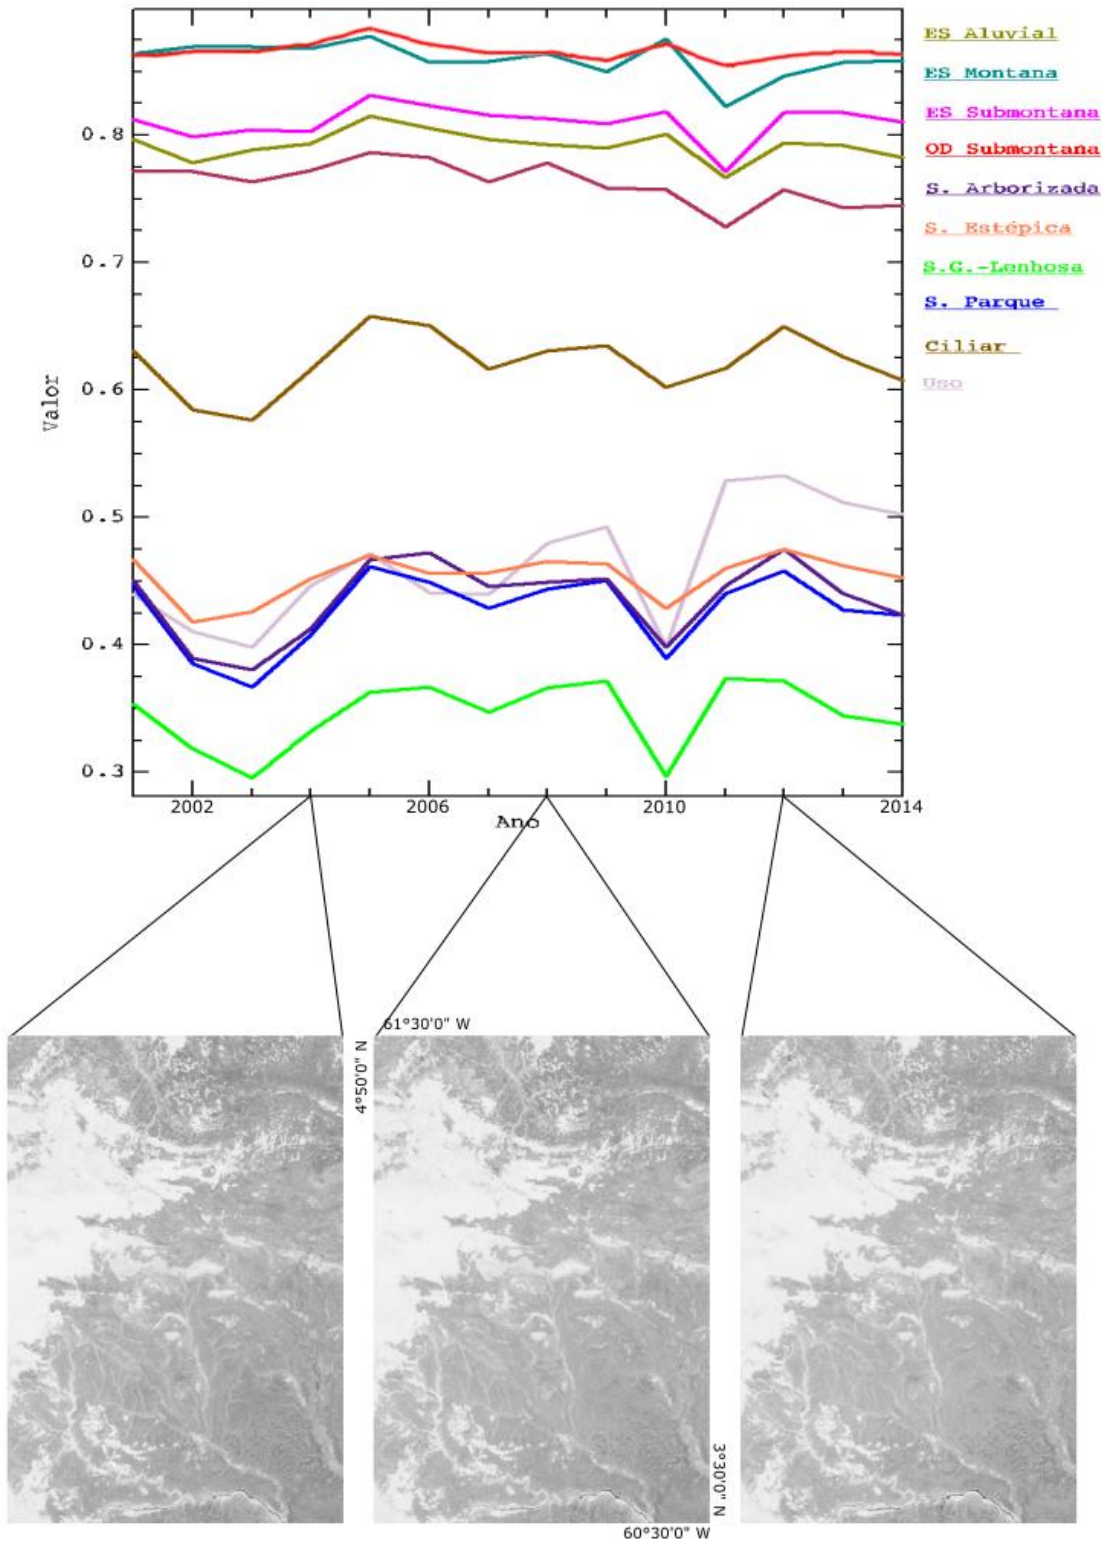 ES Aluvial
ES Montana
ES Submontana
OD Submontana
S. Arborizada
S. Estépica
S.G.-Lenhosa
S. Parque
Ciliar
Uso
Valor
0.8
0.7
0.6
0.5
0.4
0.3
2002 2006 2010 2014
Ano
61°30'0" W
4°50'0" N
3°30'0" N
60°30'0" W